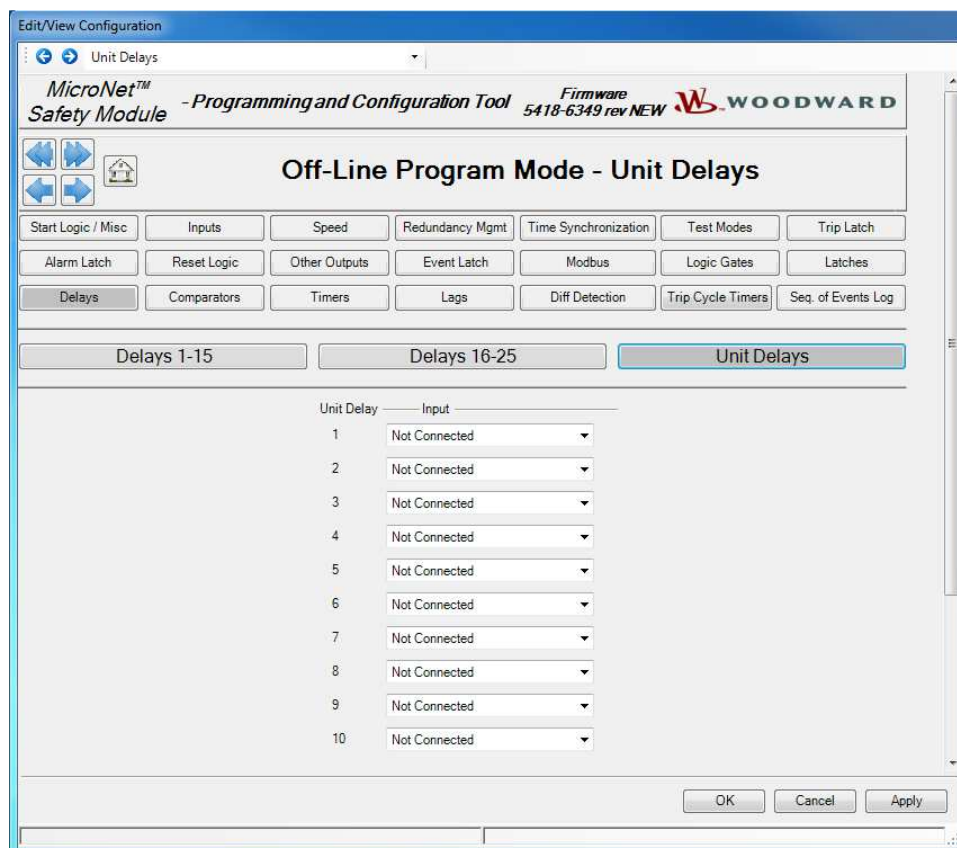 Edit/View Configuration
Unit Delays
MicroNet™
Safety Module
- Programming and Configuration Tool
Firmware
5418-6349 rev NEW
WOODWARD
Off-Line Program Mode - Unit Delays
Start Logic / Misc Inputs Speed Redundancy Mgmt Time Synchronization Test Modes Trip Latch
Alarm Latch Reset Logic Other Outputs Event Latch Modbus Logic Gates Latches
Delays Comparators Timers Lags Diff Detection Trip Cycle Timers Seq. of Events Log
Delays 1-15 Delays 16-25 Unit Delays
Unit Delay Input
1 Not Connected
2 Not Connected
3 Not Connected
4 Not Connected
5 Not Connected
6 Not Connected
7 Not Connected
8 Not Connected
9 Not Connected
10 Not Connected
OK Cancel Apply